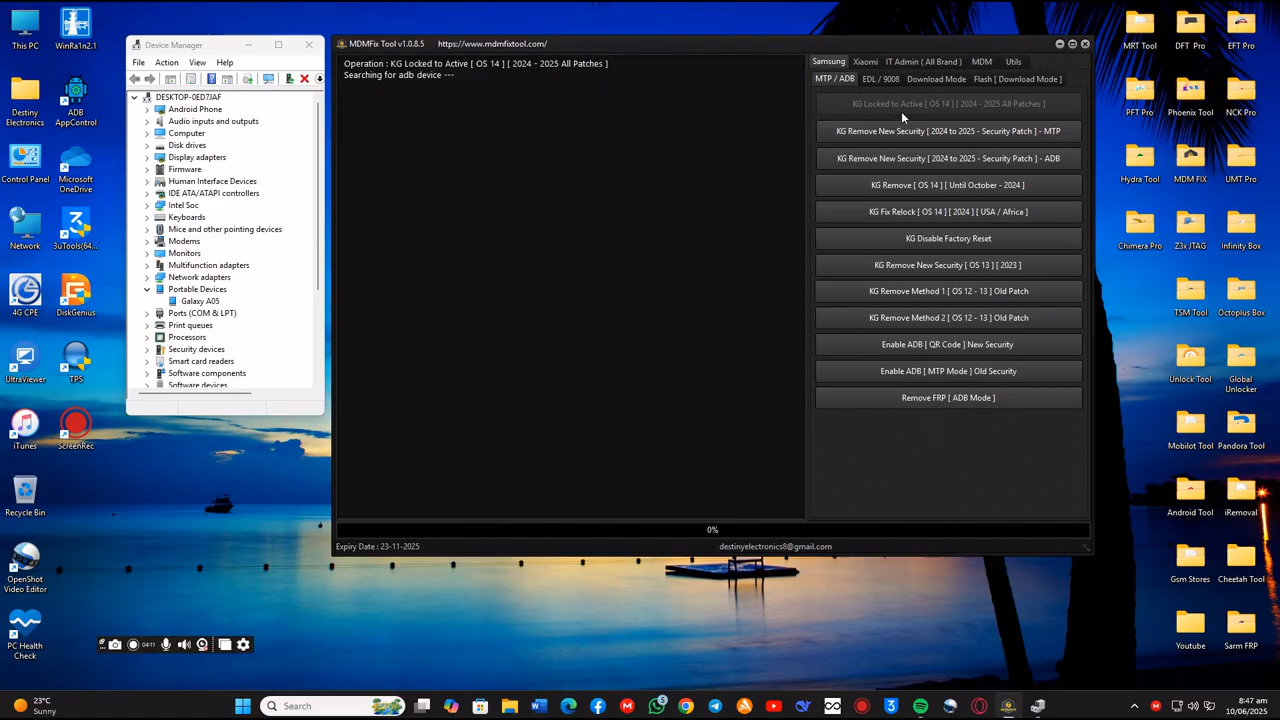 This PC
WinRa1n2.1
Destiny Electronics
ADB AppControl
Control Panel
Microsoft OneDrive
Network
3uTools(64...
4G CPE
DiskGenius
UltraViewer
TPS
iTunes
ScreenRec
Recycle Bin
OpenShot Video Editor
PC Health Check
Device Manager
File Action View Help
DESKTOP-0ED7JAF
Android Phone
Audio inputs and outputs
Computer
Disk drives
Display adapters
Firmware
Human Interface Devices
IDE ATA/ATAPI controllers
Intel Soc
Keyboards
Mice and other pointing devices
Modems
Monitors
Multifunction adapters
Network adapters
Portable Devices
Galaxy A05
Ports (COM & LPT)
Print queues
Processors
Security devices
Smart card readers
Software components
Software devices
MDMFix Tool v1.0.8.5 https://www.mdmfixtool.com/
Operation : KG Locked to Active [ OS 14 ] [ 2024 - 2025 All Patches ]
Searching for adb device ---
Samsung Xiaomi IT Admin ( All Brand ) MDM Utils
MTP / ADB EDL / 9008 Download Mode Flash [ Download Mode ]
KG Locked to Active [ OS 14 ] [ 2024 - 2025 All Patches ]
KG Remove New Security [ 2024 to 2025 - Security Patch ] - MTP
KG Remove New Security [ 2024 to 2025 - Security Patch ] - ADB
KG Remove [ OS 14 ] [ Until October - 2024 ]
KG Fix Relock [ OS 14 ] [ 2024 ] [ USA / Africa ]
KG Disable Factory Reset
KG Remove New Security [ OS 13 ] [ 2023 ]
KG Remove Method 1 [ OS 12 - 13 ] Old Patch
KG Remove Method 2 [ OS 12 - 13 ] Old Patch
Enable ADB [ QR Code ] New Security
Enable ADB [ MTP Mode ] Old Security
Remove FRP [ ADB Mode ]
0%
Expiry Date : 23-11-2025 destinyelectronics8@gmail.com
MRT Tool
DFT Pro
EFT Pro
PFT Pro
Phoenix Tool
NCK Pro
Hydra Tool
MDM FIX
UMT Pro
Chimera Pro
Z3x JTAG
Infinity Box
TSM Tool
Octoplus Box
Unlock Tool
Global Unlocker
Mobilot Tool
Pandora Tool
Android Tool
iRemoval
Gsm Stores
Cheetah Tool
Youtube
Sarm FRP
04:11
23°C
Sunny
Search
5
8:47 am
10/06/2025